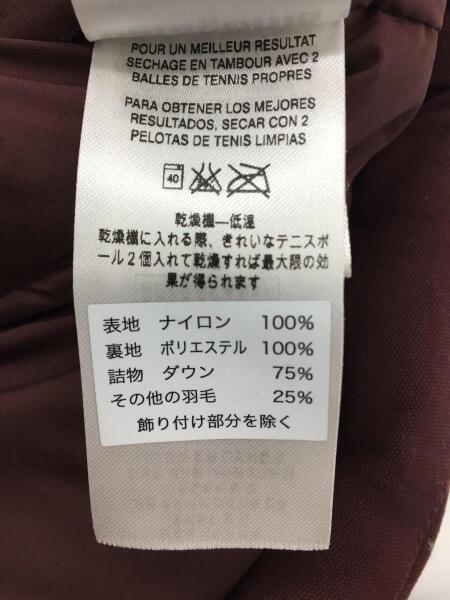 POUR UN MEILLEUR RESULTAT
SECHAGE EN TAMBOUR AVEC 2
BALLES DE TENNIS PROPRES
PARA OBTENER LOS MEJORES
RESULTADOS, SECAR CON 2
PELOTAS DE TENIS LIMPIAS
40
乾燥機―低温
乾燥機に入れる際、きれいなテニスボ
ール2個入れて乾燥すれば最大限の効
果が得られます
表地 ナイロン 100%
裏地 ポリエステル 100%
詰物 ダウン 75%
その他の羽毛 25%
飾り付け部分を除く